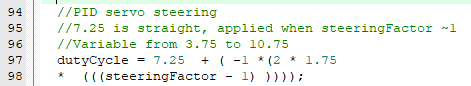 94 //PID servo steering
95 //7.25 is straight, applied when steeringFactor ~1
96 //Variable from 3.75 to 10.75
97 dutyCycle = 7.25  + ( -1 *(2 * 1.75
98 *  (((steeringFactor - 1) ))));